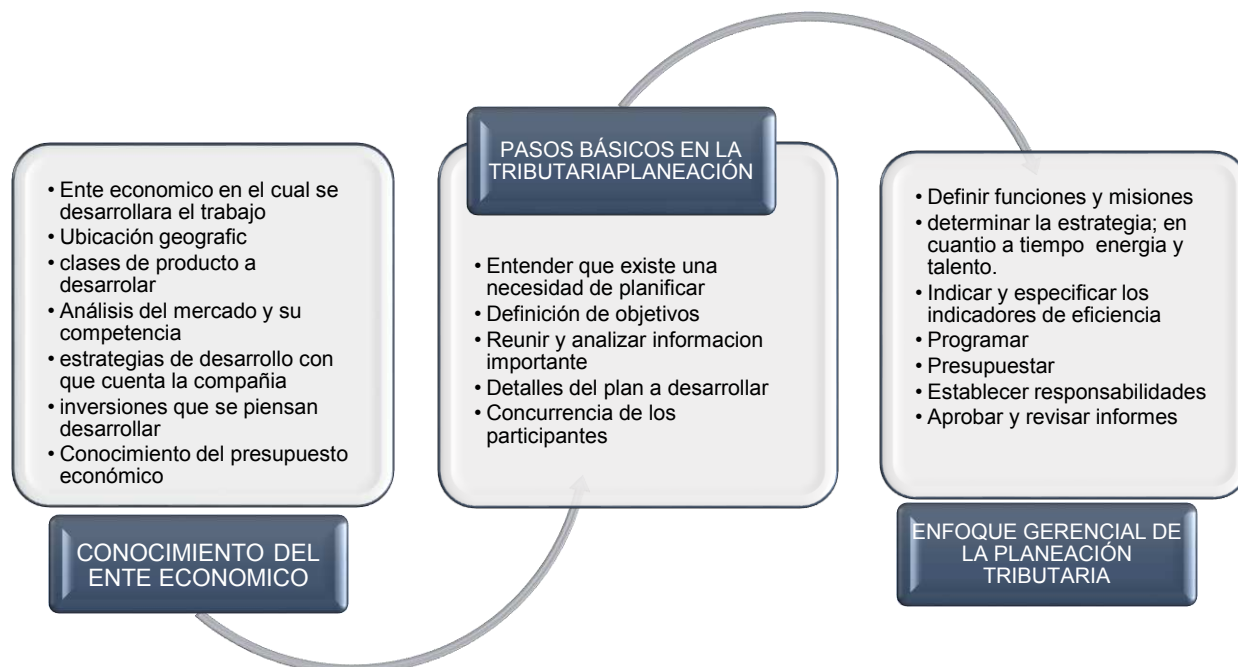 • Ente economico en el cual se
desarrollara el trabajo
• Ubicación geografic
• clases de producto a
desarrolar
• Análisis del mercado y su
competencia
• estrategias de desarrollo con
que cuenta la compañia
• inversiones que se piensan
desarrollar
• Conocimiento del presupuesto
económico
CONOCIMIENTO DEL
ENTE ECONOMICO
PASOS BÁSICOS EN LA
TRIBUTARIAPLANEACIÓN
• Entender que existe una
necesidad de planificar
• Definición de objetivos
• Reunir y analizar informacion
importante
• Detalles del plan a desarrollar
• Concurrencia de los
participantes
• Definir funciones y misiones
• determinar la estrategia; en
cuantio a tiempo energia y
talento.
• Indicar y especificar los
indicadores de eficiencia
• Programar
• Presupuestar
• Establecer responsabilidades
• Aprobar y revisar informes
ENFOQUE GERENCIAL DE
LA PLANEACIÓN
TRIBUTARIA